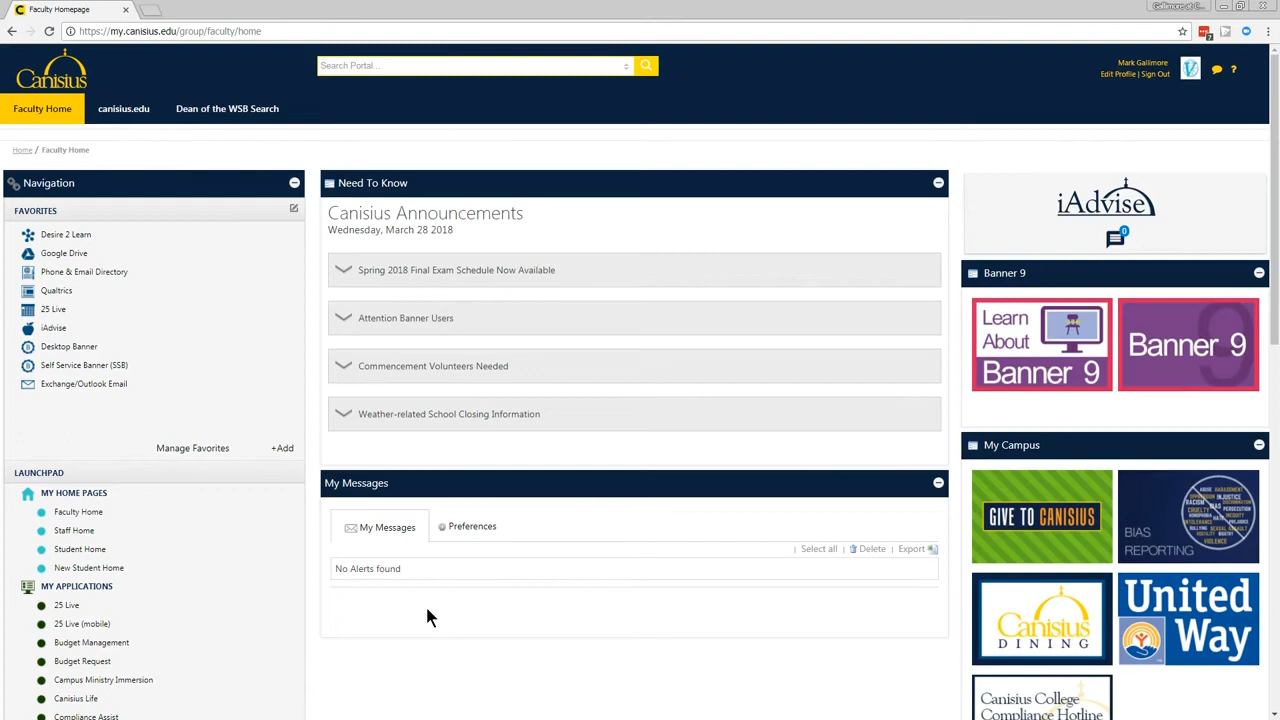 Faculty Homepage
Gallimore at C...
https://my.canisius.edu/group/faculty/home
7
Canisius
Search Portal...
Mark Gallimore
Edit Profile | Sign Out
?
Faculty Home
canisius.edu
Dean of the WSB Search
Home / Faculty Home
Navigation
FAVORITES
Desire 2 Learn
Google Drive
Phone & Email Directory
Qualtrics
25 Live
iAdvise
Desktop Banner
Self Service Banner (SSB)
Exchange/Outlook Email
Manage Favorites
+Add
LAUNCHPAD
MY HOME PAGES
Faculty Home
Staff Home
Student Home
New Student Home
MY APPLICATIONS
25 Live
25 Live (mobile)
Budget Management
Budget Request
Campus Ministry Immersion
Canisius Life
Compliance Assist
Need To Know
Canisius Announcements
Wednesday, March 28 2018
Spring 2018 Final Exam Schedule Now Available
Attention Banner Users
Commencement Volunteers Needed
Weather-related School Closing Information
My Messages
My Messages
Preferences
Select all
Delete
Export
No Alerts found
iAdvise
0
Banner 9
Learn
About
Banner 9
Banner 9
My Campus
GIVE TO CANISIUS
BIAS
REPORTING
Canisius
DINING
United
Way
Canisius College
Compliance Hotline